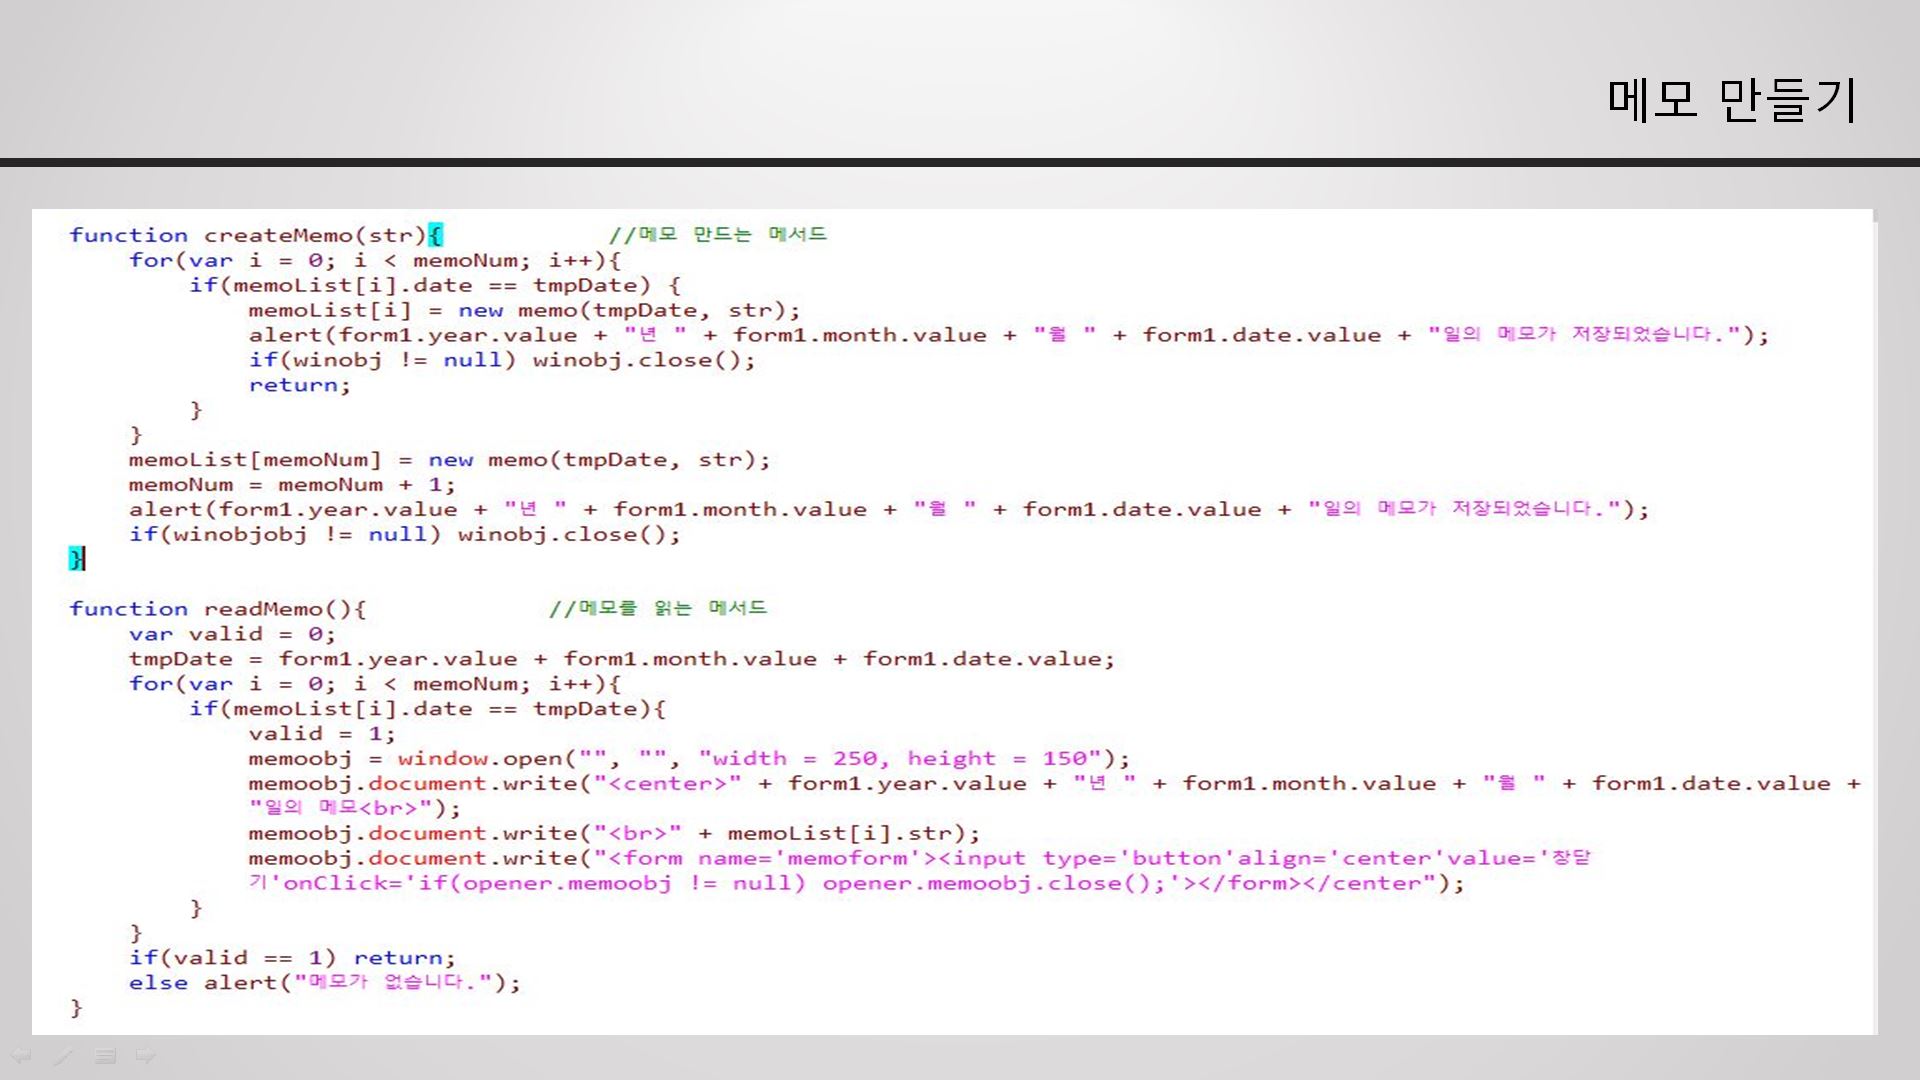 메모 만들기
function createMemo(str){ //메모 만드는 메서드
for(var i = 0; i < memoNum; i++){
if(memoList[i].date == tmpDate) {
memoList[i] = new memo(tmpDate, str);
alert(form1.year.value + "년 " + form1.month.value + "월 " + form1.date.value + "일의 메모가 저장되었습니다.");
if(winobj != null) winobj.close();
return;
}
}
memoList[memoNum] = new memo(tmpDate, str);
memoNum = memoNum + 1;
alert(form1.year.value + "년 " + form1.month.value + "월 " + form1.date.value + "일의 메모가 저장되었습니다.");
if(winobjobj != null) winobj.close();
}
function readMemo(){ //메모를 읽는 메서드
var valid = 0;
tmpDate = form1.year.value + form1.month.value + form1.date.value;
for(var i = 0; i < memoNum; i++){
if(memoList[i].date == tmpDate){
valid = 1;
memoobj = window.open("", "", "width = 250, height = 150");
memoobj.document.write("<center>" + form1.year.value + "년 " + form1.month.value + "월 " + form1.date.value +
"일의 메모<br>");
memoobj.document.write("<br>" + memoList[i].str);
memoobj.document.write("<form name='memoform'><input type='button'align='center'value='창닫
기'onClick='if(opener.memoobj != null) opener.memoobj.close();'></form></center");
}
}
if(valid == 1) return;
else alert("메모가 없습니다.");
}